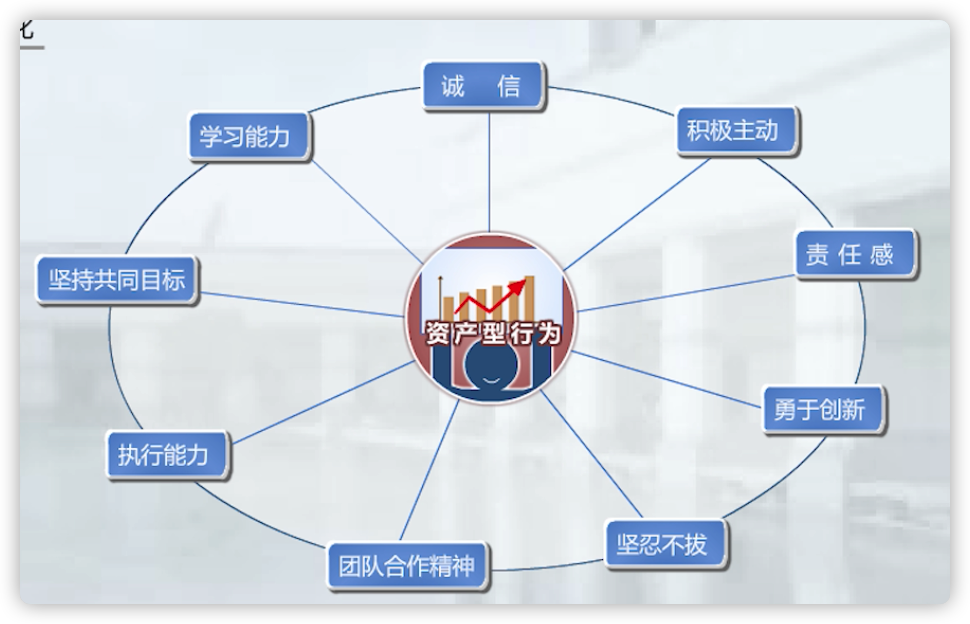 诚 信
学习能力
积极主动
责任感
坚持共同目标
资产型行为
勇于创新
执行能力
坚忍不拔
团队合作精神